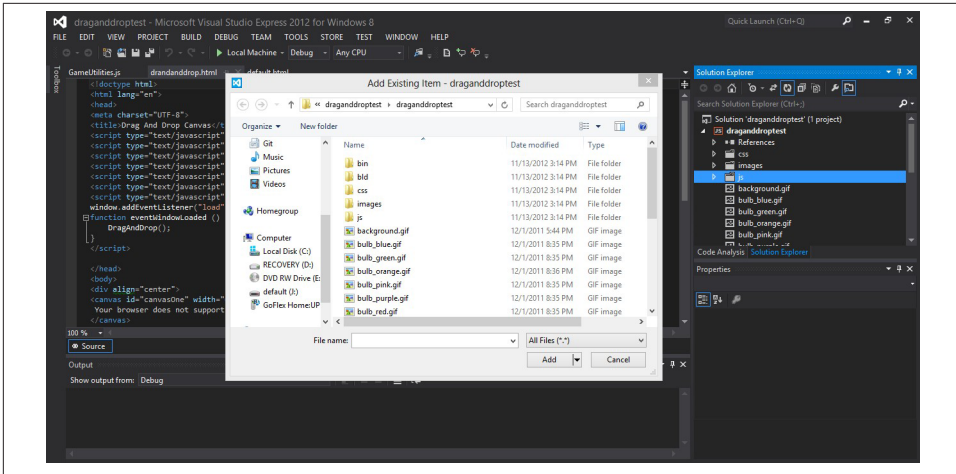 draganddroptest - Microsoft Visual Studio Express 2012 for Windows 8
Quick Launch (Ctrl+Q)
FILE EDIT VIEW PROJECT BUILD DEBUG TEAM TOOLS STORE TEST WINDOW HELP
Local Machine Debug Any CPU
Toolbox
GameUtilities.js drandanddrop.html default.html
<!doctype html>
<html lang="en">
<head>
<meta charset="UTF-8">
<title>Drag And Drop Canvas</t
<script type="text/javascript"
<script type="text/javascript"
<script type="text/javascript"
<script type="text/javascript"
<script type="text/javascript"
<script type="text/javascript"
<script type="text/javascript"
window.addEventListener("load"
function eventWindowLoaded ()
DragAndDrop();
}
</script>
</head>
<body>
<div align="center">
<canvas id="canvasOne" width="
Your browser does not support
</canvas>
100 %
Source
Output
Show output from: Debug
Add Existing Item - draganddroptest
« draganddroptest draganddroptest
Search draganddroptest
Organize New folder
Git
Music
Pictures
Videos
Homegroup
Computer
Local Disk (C:)
RECOVERY (D:)
DVD RW Drive (E:
default (J:)
GoFlex Home:UP
Name Date modified Type
bin 11/13/2012 3:14 PM File folder
bld 11/13/2012 3:14 PM File folder
css 11/13/2012 3:14 PM File folder
images 11/13/2012 3:14 PM File folder
js 11/13/2012 3:14 PM File folder
background.gif 12/1/2011 5:44 PM GIF image
bulb_blue.gif 12/1/2011 8:35 PM GIF image
bulb_green.gif 12/1/2011 8:35 PM GIF image
bulb_orange.gif 12/1/2011 8:36 PM GIF image
bulb_pink.gif 12/1/2011 8:35 PM GIF image
bulb_purple.gif 12/1/2011 8:35 PM GIF image
bulb_red.gif 12/1/2011 8:35 PM GIF image
File name:
All Files (*.*)
Add Cancel
Solution Explorer
Search Solution Explorer (Ctrl+;)
Solution 'draganddroptest' (1 project)
JS draganddroptest
References
css
images
js
background.gif
bulb_blue.gif
bulb_green.gif
bulb_orange.gif
bulb_pink.gif
Code Analysis Solution Explorer
Properties